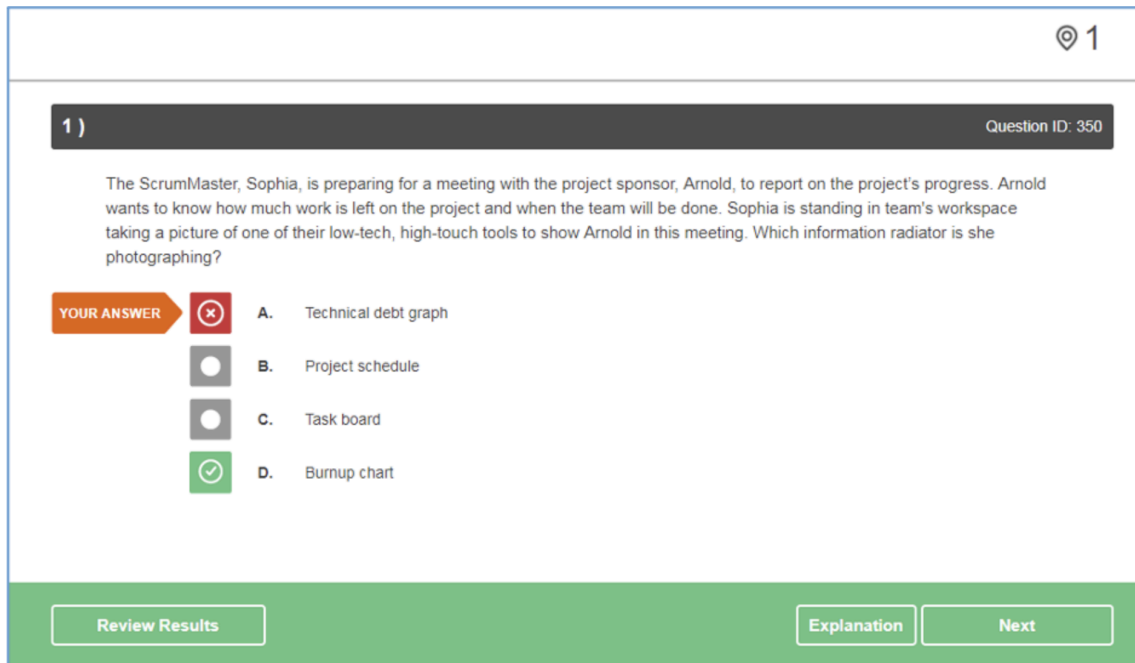 1
1 ) Question ID: 350
The ScrumMaster, Sophia, is preparing for a meeting with the project sponsor, Arnold, to report on the project's progress. Arnold
wants to know how much work is left on the project and when the team will be done. Sophia is standing in team's workspace
taking a picture of one of their low-tech, high-touch tools to show Arnold in this meeting. Which information radiator is she
photographing?
YOUR ANSWER A. Technical debt graph
B. Project schedule
C. Task board
D. Burnup chart
Review Results Explanation Next